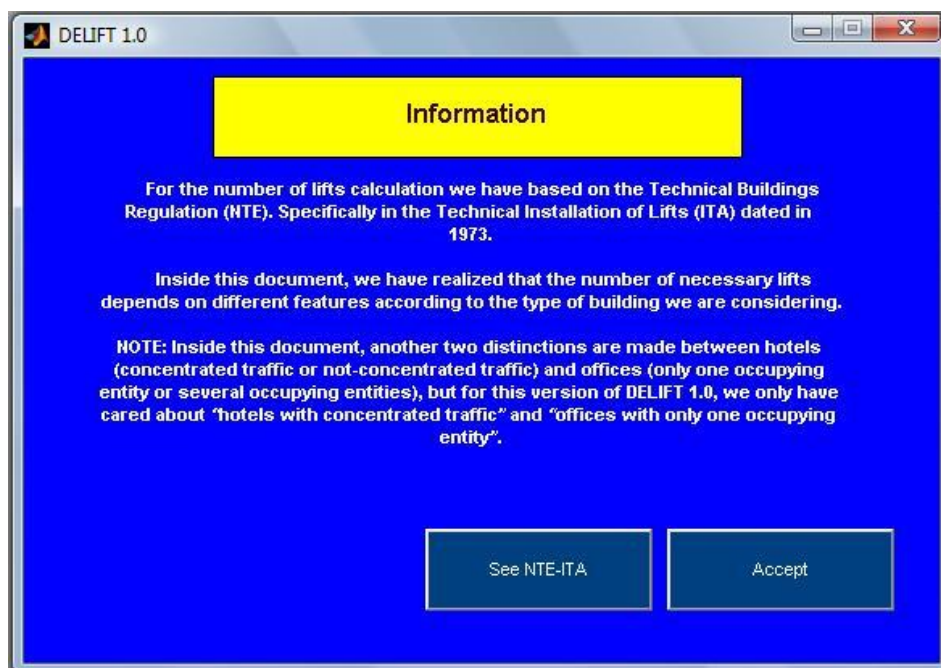 DELIFT 1.0
Information
For the number of lifts calculation we have based on the Technical Buildings
Regulation (NTE). Specifically in the Technical Installation of Lifts (ITA) dated in
1973.
Inside this document, we have realized that the number of necessary lifts
depends on different features according to the type of building we are considering.
NOTE: Inside this document, another two distinctions are made between hotels
(concentrated traffic or not-concentrated traffic) and offices (only one occupying
entity or several occupying entities), but for this version of DELIFT 1.0, we only have
cared about "hotels with concentrated traffic" and "offices with only one occupying
entity".
See NTE-ITA
Accept